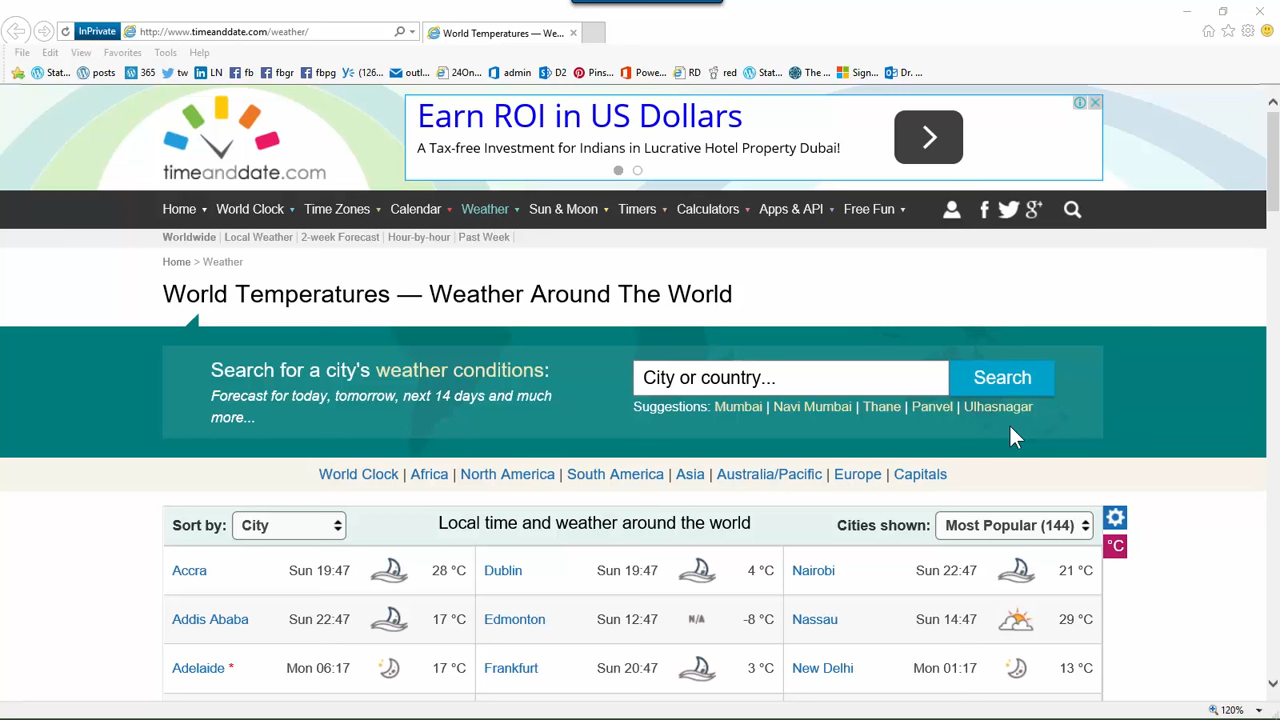 InPrivate
http://www.timeanddate.com/weather/
World Temperatures — We...
File Edit View Favorites Tools Help
Stat... posts 365 tw LN fb fbgr fbpg (126... outl... 24On... admin D2 Pins... Powe... RD red Stat... The ... Sign... Dr. ...
timeanddate.com
Earn ROI in US Dollars
A Tax-free Investment for Indians in Lucrative Hotel Property Dubai!
Home World Clock Time Zones Calendar Weather Sun & Moon Timers Calculators Apps & API Free Fun
Worldwide | Local Weather | 2-week Forecast | Hour-by-hour | Past Week |
Home > Weather
World Temperatures — Weather Around The World
Search for a city's weather conditions:
Forecast for today, tomorrow, next 14 days and much
more...
City or country...
Search
Suggestions: Mumbai | Navi Mumbai | Thane | Panvel | Ulhasnagar
World Clock | Africa | North America | South America | Asia | Australia/Pacific | Europe | Capitals
Sort by: City Local time and weather around the world Cities shown: Most Popular (144)
°C
Accra Sun 19:47 28 °C Dublin Sun 19:47 4 °C Nairobi Sun 22:47 21 °C
Addis Ababa Sun 22:47 17 °C Edmonton Sun 12:47 N/A -8 °C Nassau Sun 14:47 29 °C
Adelaide * Mon 06:17 17 °C Frankfurt Sun 20:47 3 °C New Delhi Mon 01:17 13 °C
120%